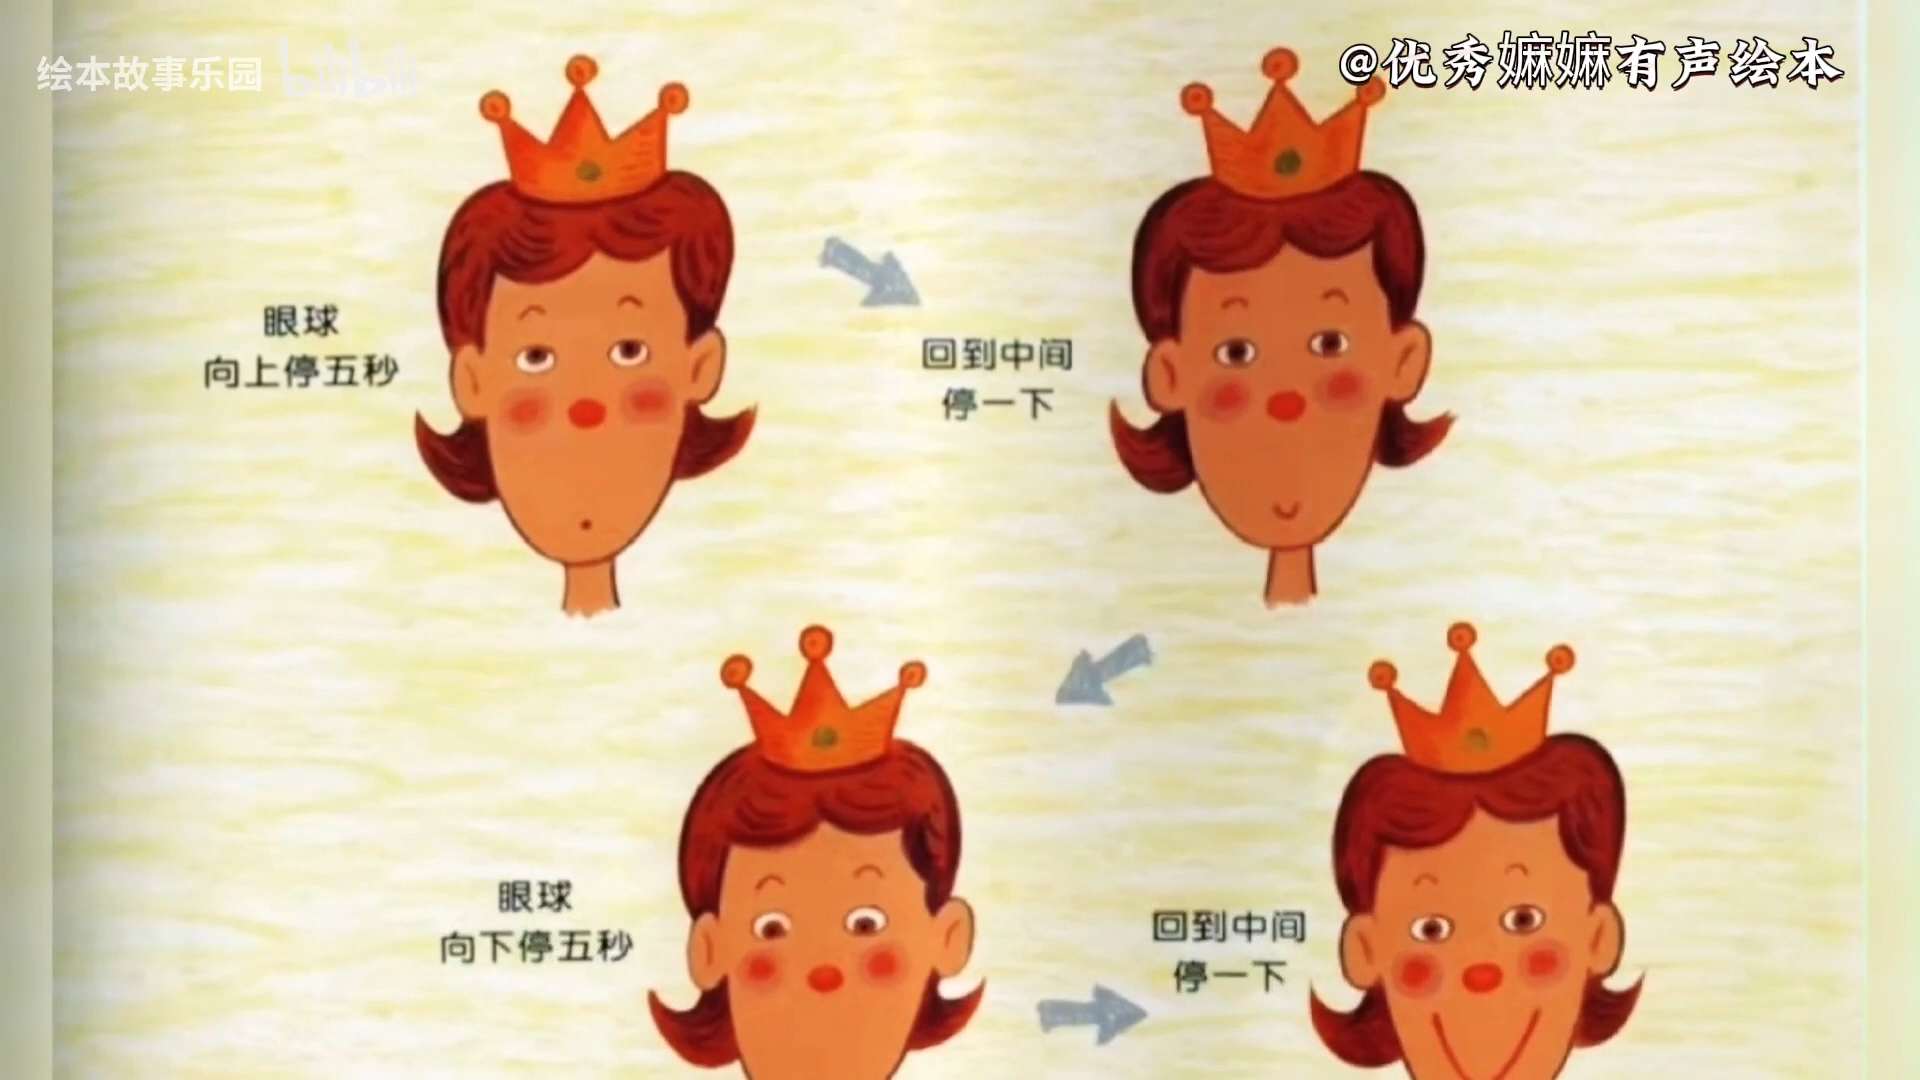 绘本故事乐园 bilibili
@优秀嫲嫲有声绘本
眼球
向上停五秒
回到中间
停一下
眼球
向下停五秒
回到中间
停一下